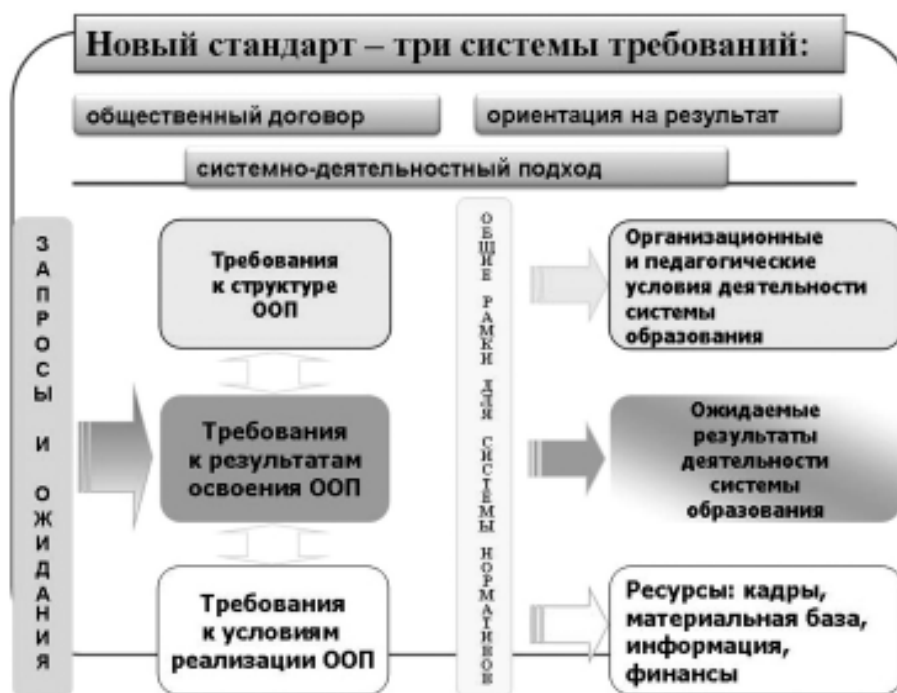 Новый стандарт – три системы требований:
общественный договор
ориентация на результат
системно-деятельностный подход
ЗАПРОСЫ И ОЖИДАНИЯ
Требования
к структуре
ООП
Требования
к результатам
освоения ООП
Требования
к условиям
реализации ООП
ОБЩИЕ РАМКИ ДЛЯ СИСТЕМЫ НОРМАТИВОВ
Организационные
и педагогические
условия деятельности
системы
образования
Ожидаемые
результаты
деятельности
системы
образования
Ресурсы: кадры,
материальная база,
информация,
финансы